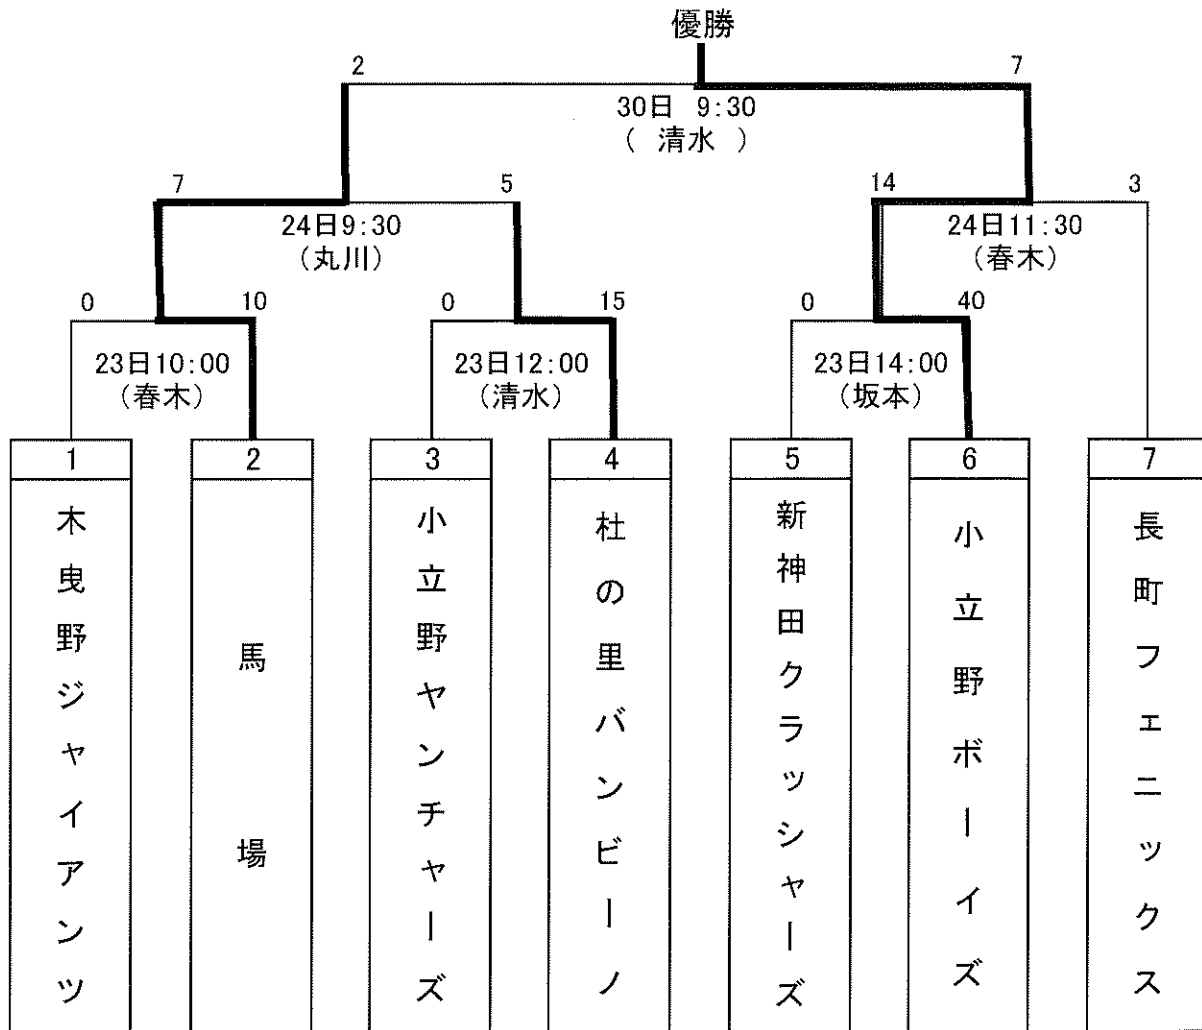 優勝
2
7
30日 9:30
( 清水 )
7
5
14
3
24日9:30
(丸川)
24日11:30
(春木)
0
10
0
15
0
40
23日10:00
(春木)
23日12:00
(清水)
23日14:00
(坂本)
1
2
3
4
5
6
7
木曳野ジャイアンツ
馬場
小立野ヤンチャーズ
杜の里バンビーノ
新神田クラッシャーズ
小立野ボーイズ
長町フェニックス